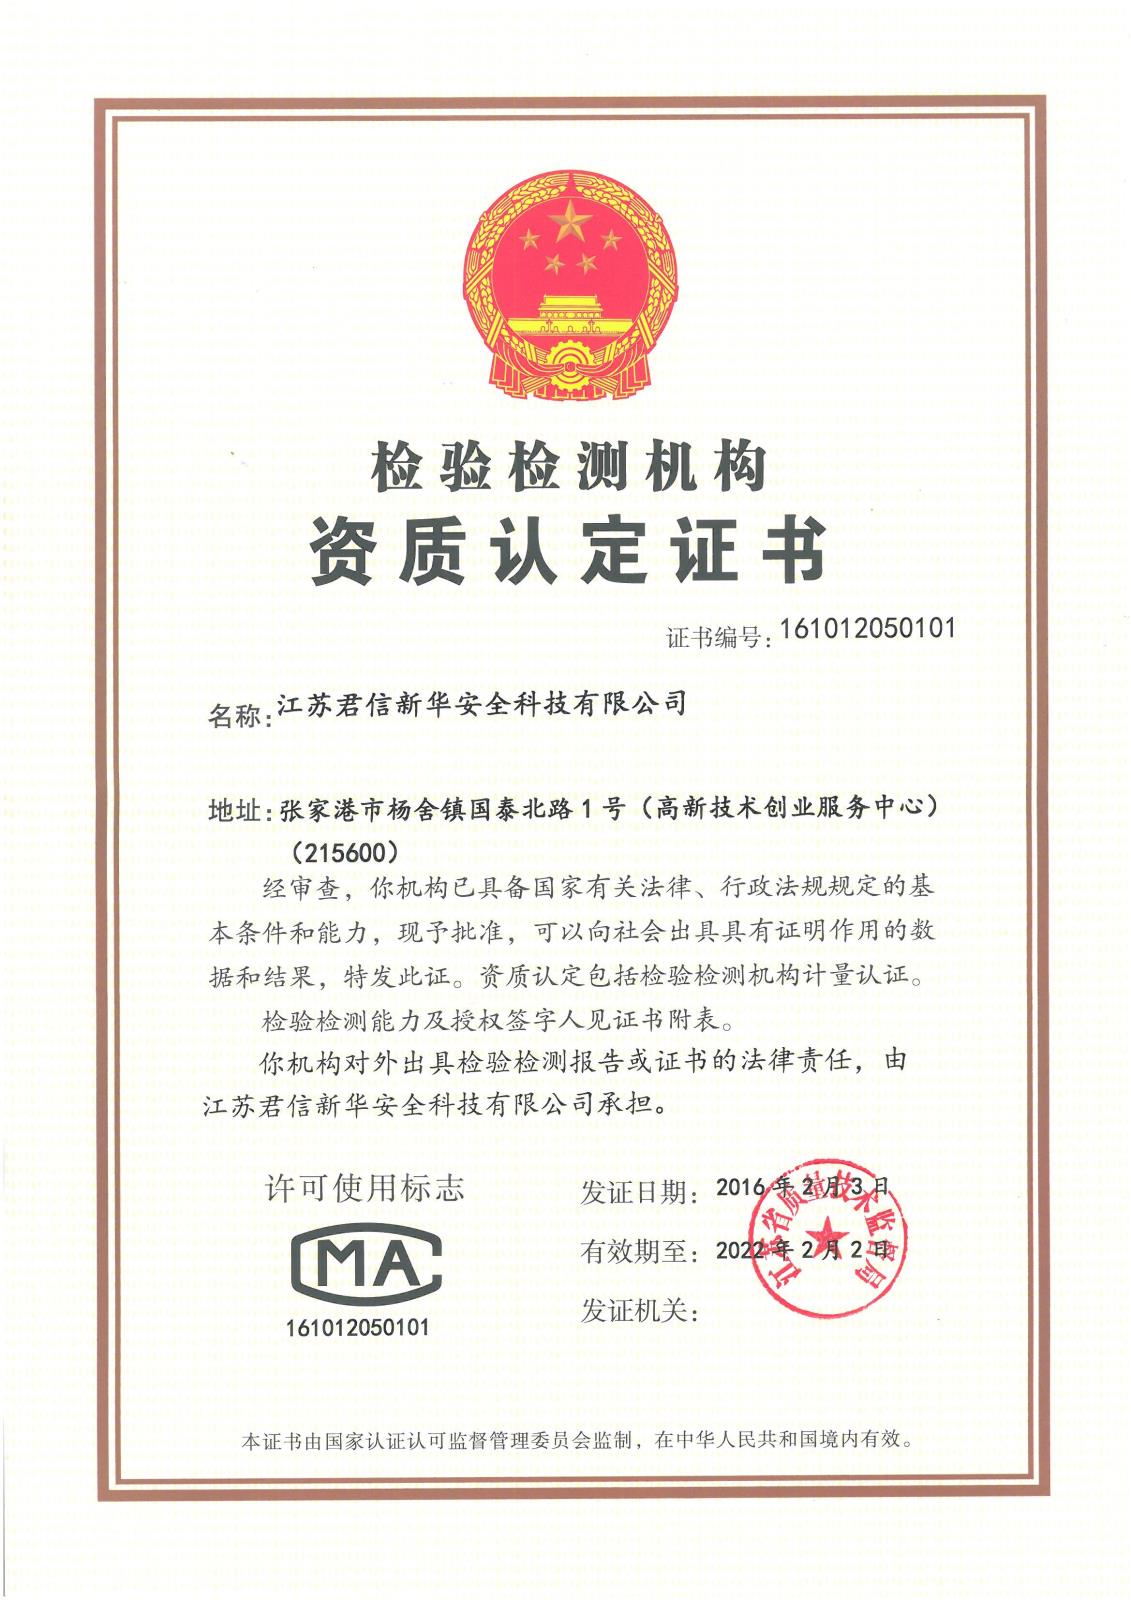 检验检测机构
资质认定证书
证书编号：161012050101
名称：江苏君信新华安全科技有限公司
地址：张家港市杨舍镇国泰北路1号（高新技术创业服务中心）
（215600）
经审查，你机构已具备国家有关法律、行政法规规定的基
本条件和能力，现予批准，可以向社会出具具有证明作用的数
据和结果，特发此证。资质认定包括检验检测机构计量认证。
检验检测能力及授权签字人见证书附表。
你机构对外出具检验检测报告或证书的法律责任，由
江苏君信新华安全科技有限公司承担。
许可使用标志
MA
161012050101
发证日期：2016年2月3日
有效期至：2022年2月2日
发证机关：
江苏省质量技术监督局
本证书由国家认证认可监督管理委员会监制，在中华人民共和国境内有效。